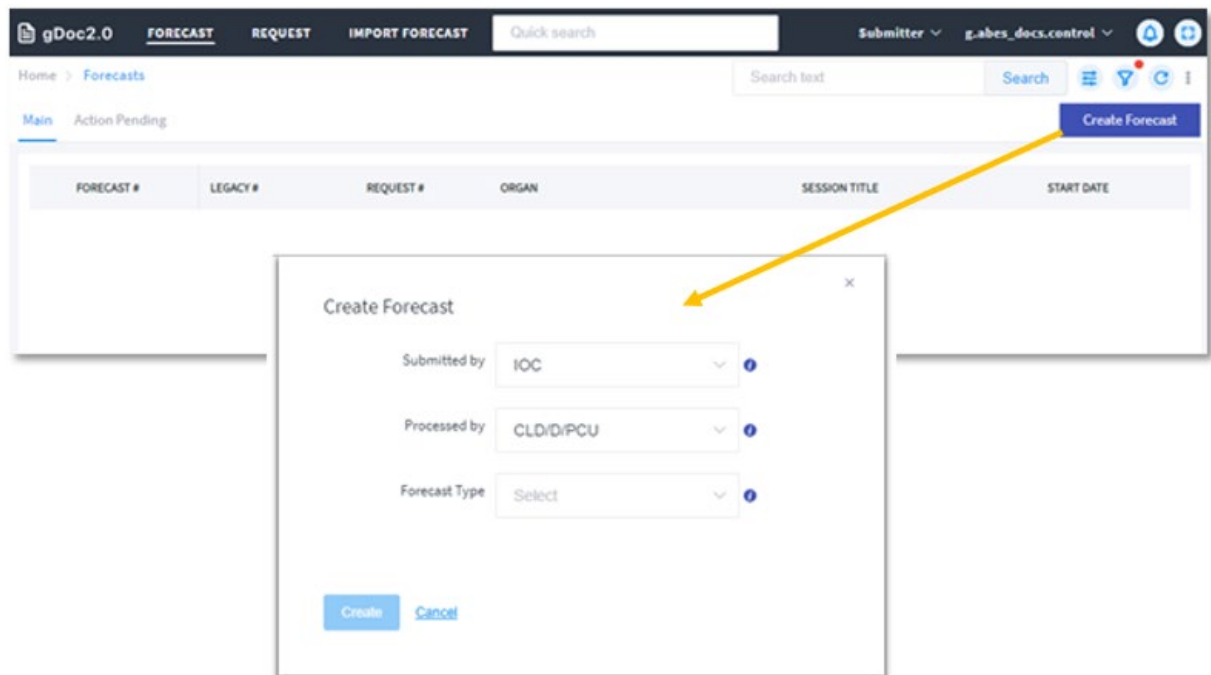 gDoc2.0 FORECAST REQUEST IMPORT FORECAST Quick search Submitter g.abes_docs.control
Home > Forecasts Search text Search
Main Action Pending Create Forecast
FORECAST # LEGACY # REQUEST # ORGAN SESSION TITLE START DATE
×
Create Forecast
Submitted by IOC
Processed by CLD/D/PCU
Forecast Type Select
Create Cancel